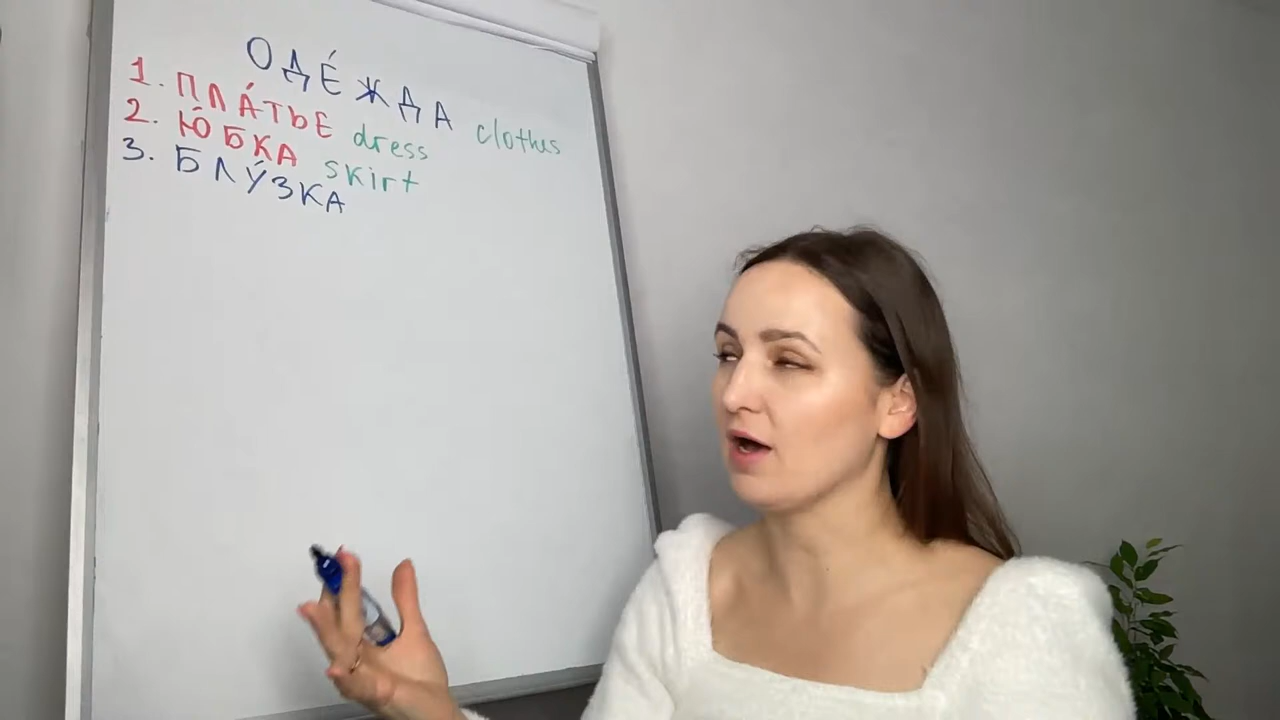 ОДЕ́ЖДА clothes
1. ПЛА́ТЬЕ dress
2. Ю́БКА skirt
3. БЛУ́ЗКА